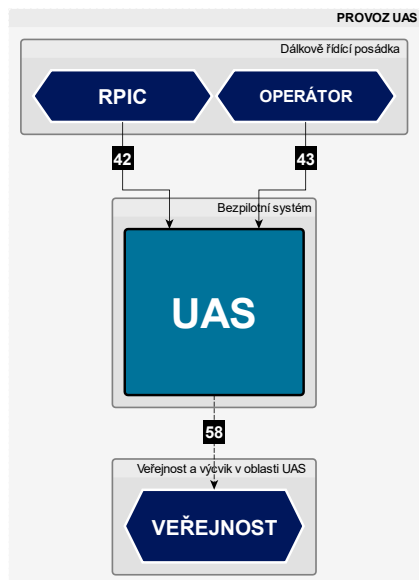 PROVOZ UAS
Dálkově řídící posádka
RPIC
OPERÁTOR
42
43
Bezpilotní systém
UAS
58
Veřejnost a výcvik v oblasti UAS
VEŘEJNOST